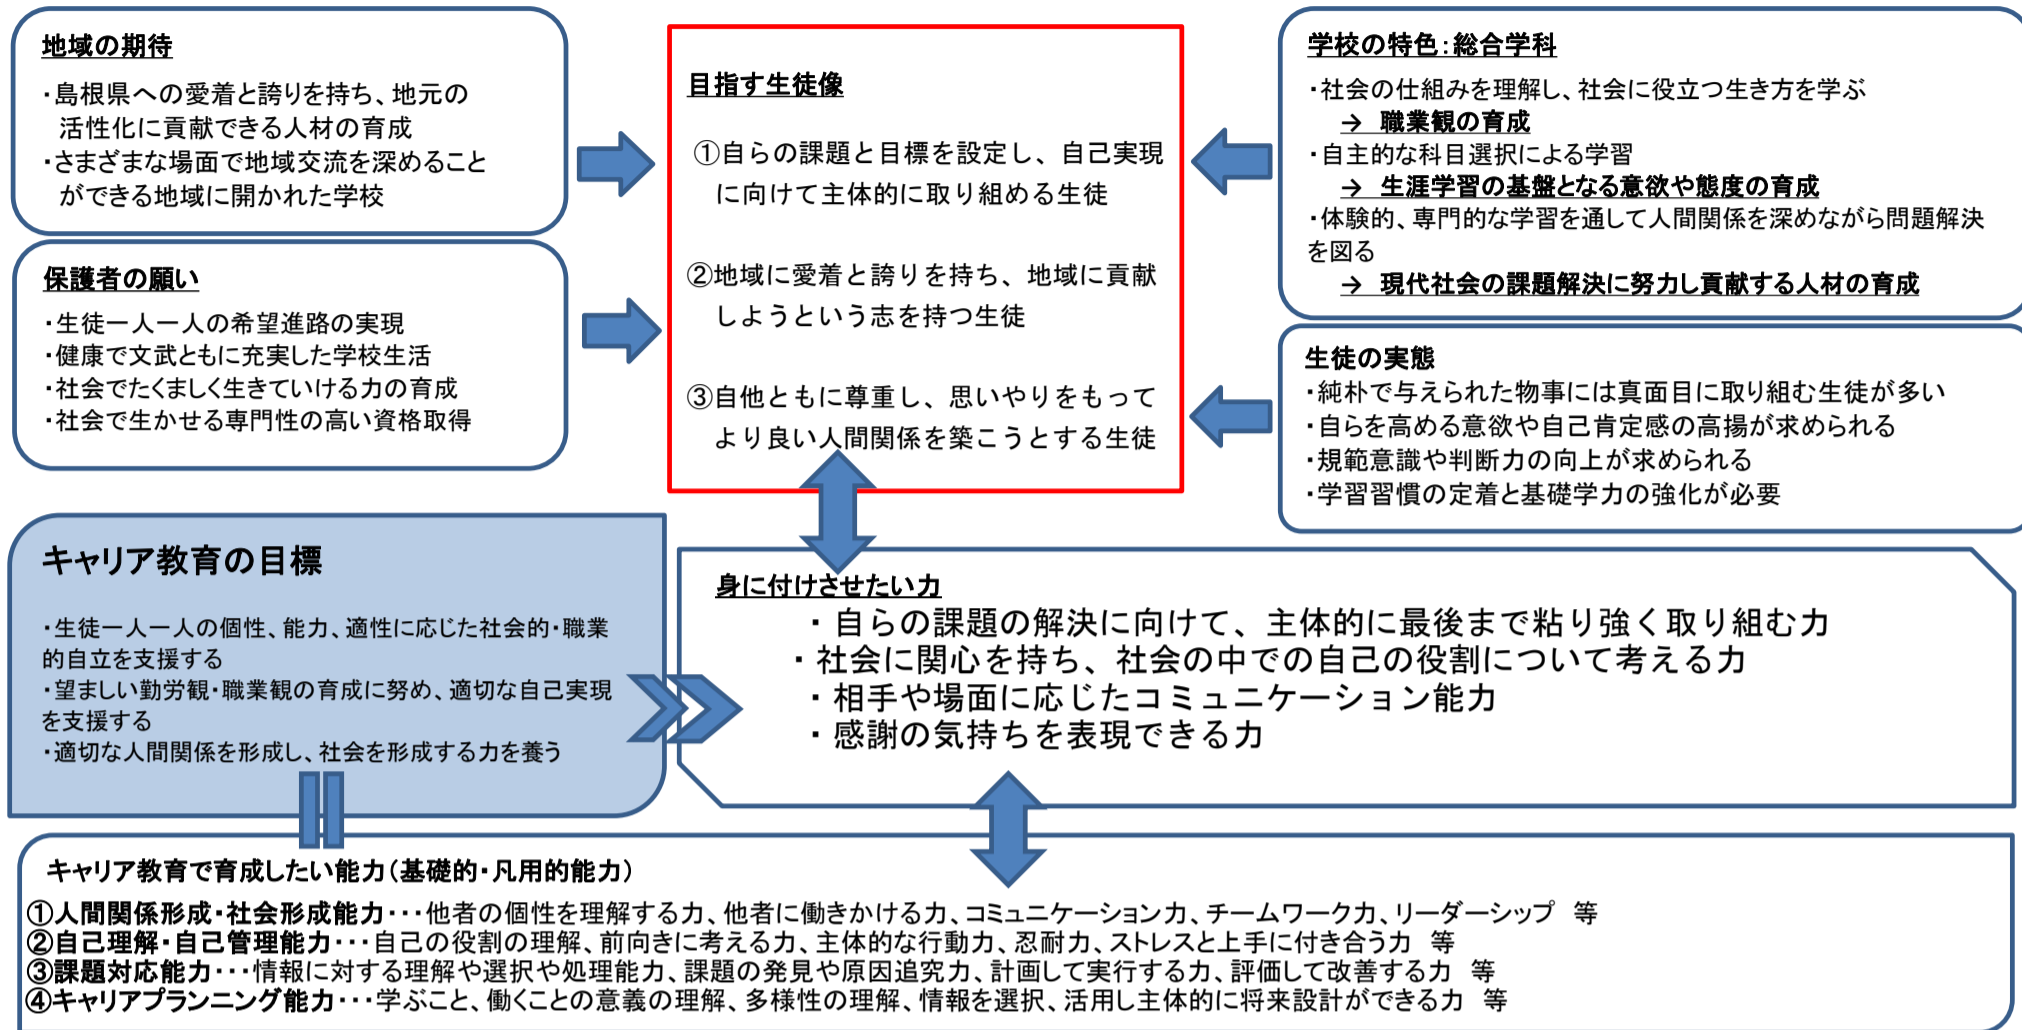 地域の期待
・島根県への愛着と誇りを持ち、地元の
活性化に貢献できる人材の育成
・さまざまな場面で地域交流を深めること
ができる地域に開かれた学校
保護者の願い
・生徒一人一人の希望進路の実現
・健康で文武ともに充実した学校生活
・社会でたくましく生きていける力の育成
・社会で生かせる専門性の高い資格取得
目指す生徒像
①自らの課題と目標を設定し、自己実現
に向けて主体的に取り組める生徒
②地域に愛着と誇りを持ち、地域に貢献
しようという志を持つ生徒
③自他ともに尊重し、思いやりをもって
より良い人間関係を築こうとする生徒
学校の特色：総合学科
・社会の仕組みを理解し、社会に役立つ生き方を学ぶ
→ 職業観の育成
・自主的な科目選択による学習
→ 生涯学習の基盤となる意欲や態度の育成
・体験的、専門的な学習を通して人間関係を深めながら問題解決
を図る
→ 現代社会の課題解決に努力し貢献する人材の育成
生徒の実態
・純朴で与えられた物事には真面目に取り組む生徒が多い
・自らを高める意欲や自己肯定感の高揚が求められる
・規範意識や判断力の向上が求められる
・学習習慣の定着と基礎学力の強化が必要
キャリア教育の目標
・生徒一人一人の個性、能力、適性に応じた社会的・職業
的自立を支援する
・望ましい勤労観・職業観の育成に努め、適切な自己実現
を支援する
・適切な人間関係を形成し、社会を形成する力を養う
身に付けさせたい力
・自らの課題の解決に向けて、主体的に最後まで粘り強く取り組む力
・社会に関心を持ち、社会の中での自己の役割について考える力
・相手や場面に応じたコミュニケーション能力
・感謝の気持ちを表現できる力
キャリア教育で育成したい能力（基礎的・凡用的能力）
①人間関係形成・社会形成能力・・・他者の個性を理解する力、他者に働きかける力、コミュニケーション力、チームワーク力、リーダーシップ 等
②自己理解・自己管理能力・・・自己の役割の理解、前向きに考える力、主体的な行動力、忍耐力、ストレスと上手に付き合う力 等
③課題対応能力・・・情報に対する理解や選択や処理能力、課題の発見や原因追究力、計画して実行する力、評価して改善する力 等
④キャリアプランニング能力・・・学ぶこと、働くことの意義の理解、多様性の理解、情報を選択、活用し主体的に将来設計ができる力 等